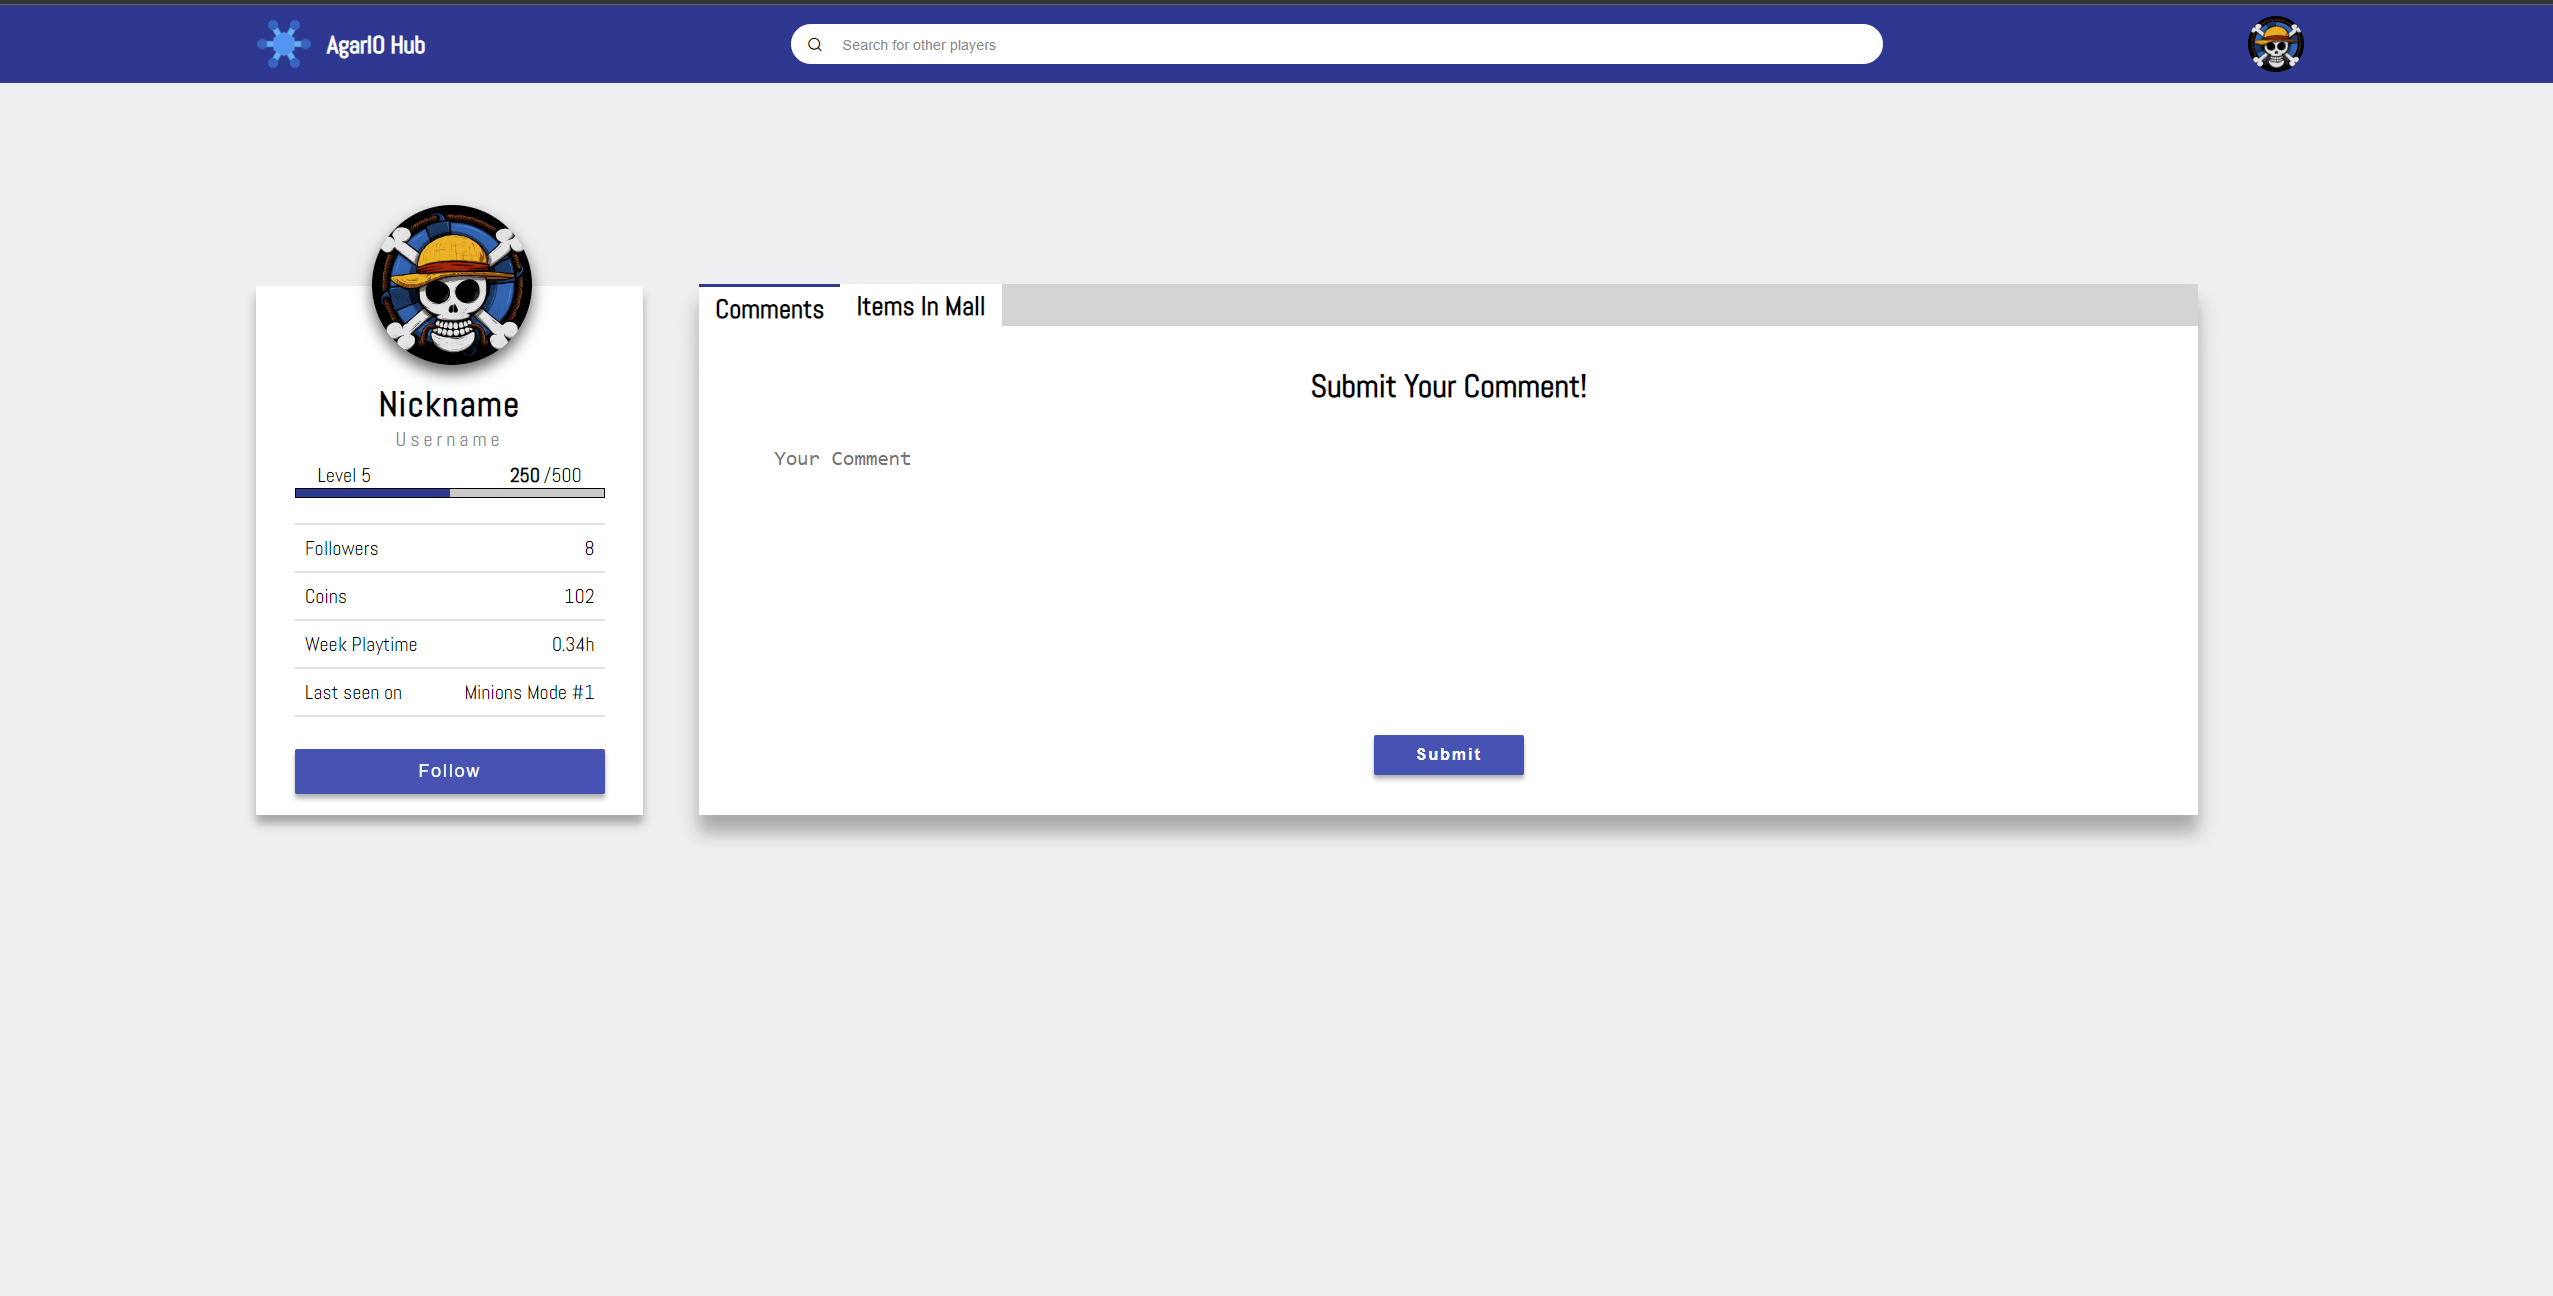 AgarIO Hub
Search for other players
Nickname
Username
Level 5 250 /500
Followers 8
Coins 102
Week Playtime 0.34h
Last seen on Minions Mode #1
Follow
Comments Items In Mall
Submit Your Comment!
Your Comment
Submit